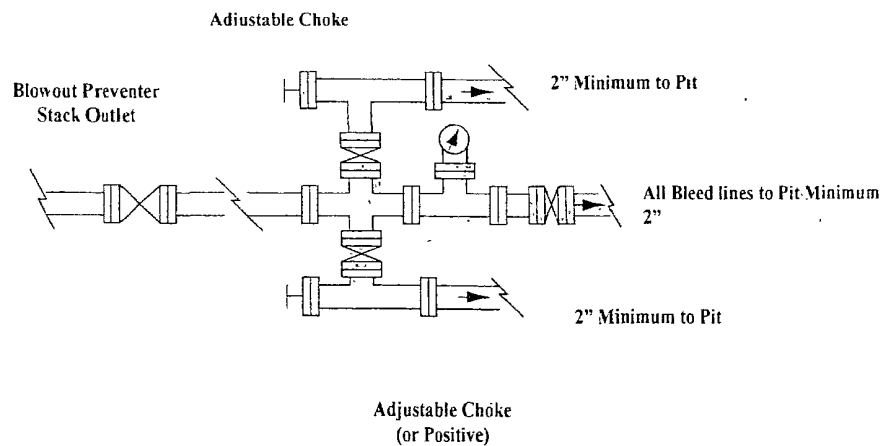 Adjustable Choke
Blowout Preventer
Stack Outlet
2" Minimum to Pit
All Bleed lines to Pit Minimum
2"
2" Minimum to Pit
Adjustable Choke
(or Positive)